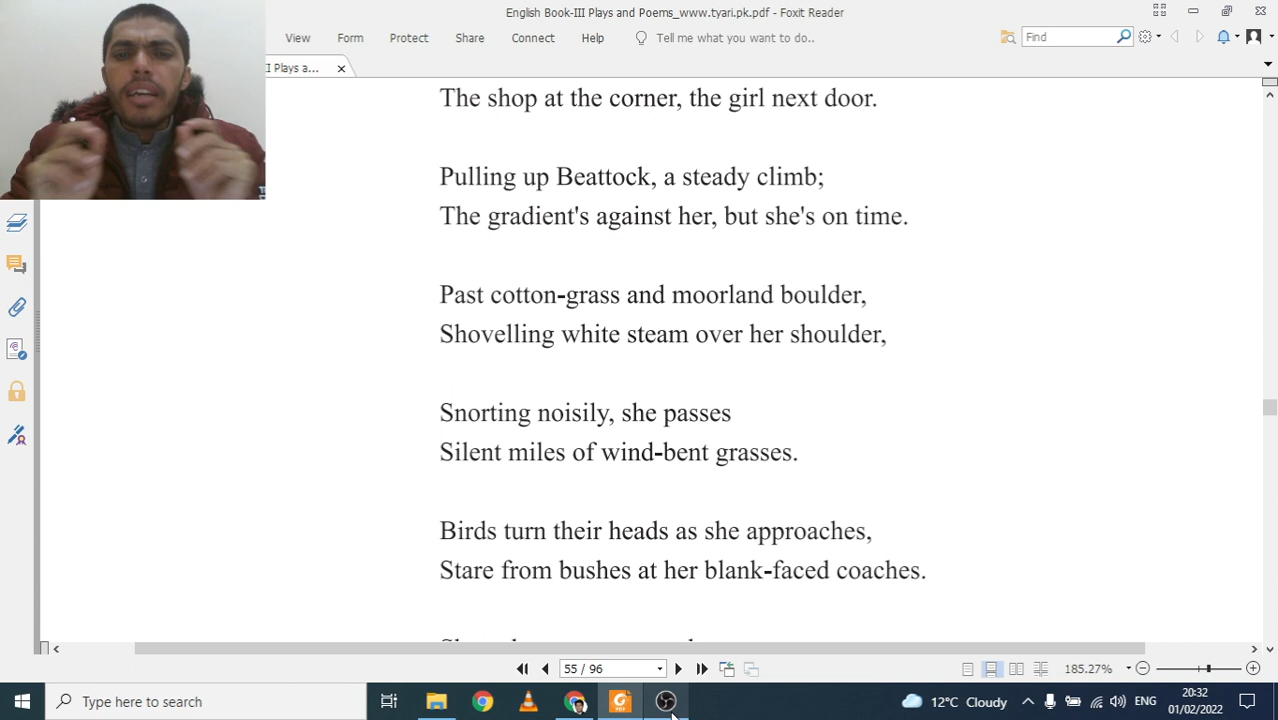 English Book-III Plays and Poems_www.tyari.pk.pdf - Foxit Reader
View Form Protect Share Connect Help Tell me what you want to do.. Find
I Plays a...
The shop at the corner, the girl next door.
Pulling up Beattock, a steady climb;
The gradient's against her, but she's on time.
Past cotton-grass and moorland boulder,
Shovelling white steam over her shoulder,
Snorting noisily, she passes
Silent miles of wind-bent grasses.
Birds turn their heads as she approaches,
Stare from bushes at her blank-faced coaches.
55 / 96
185.27%
Type here to search
12°C Cloudy
ENG
20:32
01/02/2022